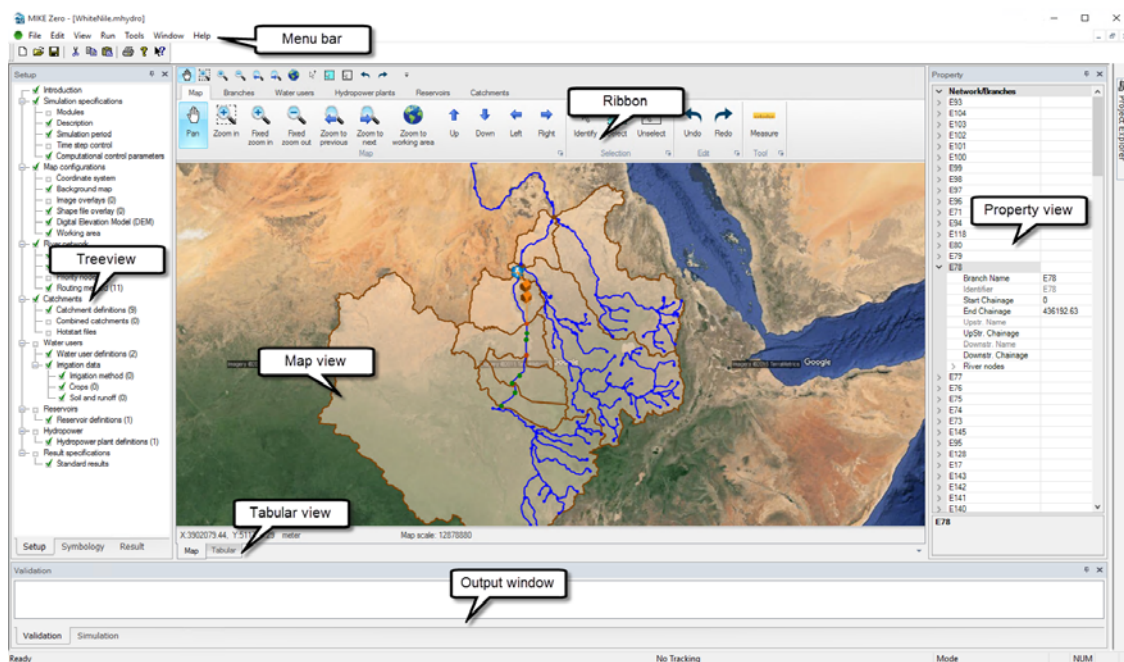 MIKE Zero - [WhiteNile.mhydro]
File Edit View Run Tools Window Help
Menu bar
Setup
Introduction
Simulation specifications
Modules
Description
Simulation period
Time step control
Computational control parameters
Map configurations
Coordinate system
Background map
Image overlays (0)
Shape file overlay (0)
Digital Elevation Model (DEM)
Working area
River network
Treeview
Routing method (11)
Catchments
Catchment definitions (9)
Combined catchments (0)
Hotstart files
Water users
Water user definitions (2)
Irrigation data
Irrigation method (0)
Crops (0)
Soil and runoff (0)
Reservoirs
Reservoir definitions (1)
Hydropower
Hydropower plant definitions (1)
Result specifications
Standard results
Setup Symbology Result
Map Branches Water users Hydropower plants Reservoirs Catchments
Ribbon
Pan
Zoom in
Fixed zoom in
Fixed zoom out
Zoom to previous
Zoom to next
Zoom to working area
Up
Down
Left
Right
Identify
Select
Unselect
Undo
Redo
Measure
Map Selection Edit Tool
Map view
Google
Tabular view
X:3902079.44, meter Map scale: 12878880
Map Tabular
Property
Network/Branches
E93
E104
E103
E102
E101
E100
E99
E98
E97
E96
E71
E94
E118
E80
E79
Property view
E78
Branch Name E78
Identifier E78
Start Chainage 0
End Chainage 436192.63
Upstr. Name
UpStr. Chainage
Downstr. Name
Downstr. Chainage
River nodes
E77
E76
E75
E74
E73
E145
E95
E128
E17
E143
E142
E141
E140
E78
Project Explorer
Validation
Output window
Validation Simulation
Ready No Tracking Mode NUM